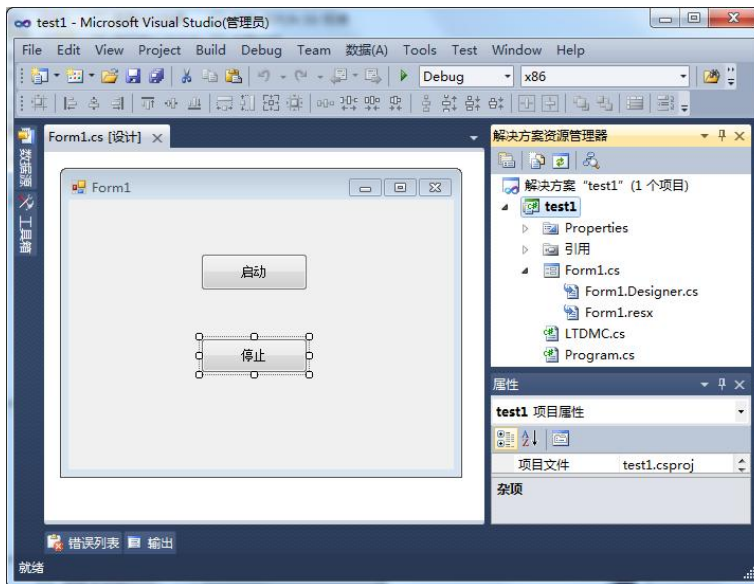 test1 - Microsoft Visual Studio(管理员)
File Edit View Project Build Debug Team 数据(A) Tools Test Window Help
Debug x86
数据源
工具箱
Form1.cs [设计]
Form1
启动
停止
解决方案资源管理器
解决方案 "test1" (1 个项目)
test1
Properties
引用
Form1.cs
Form1.Designer.cs
Form1.resx
LTDMC.cs
Program.cs
属性
test1 项目属性
项目文件 test1.csproj
杂项
错误列表 输出
就绪